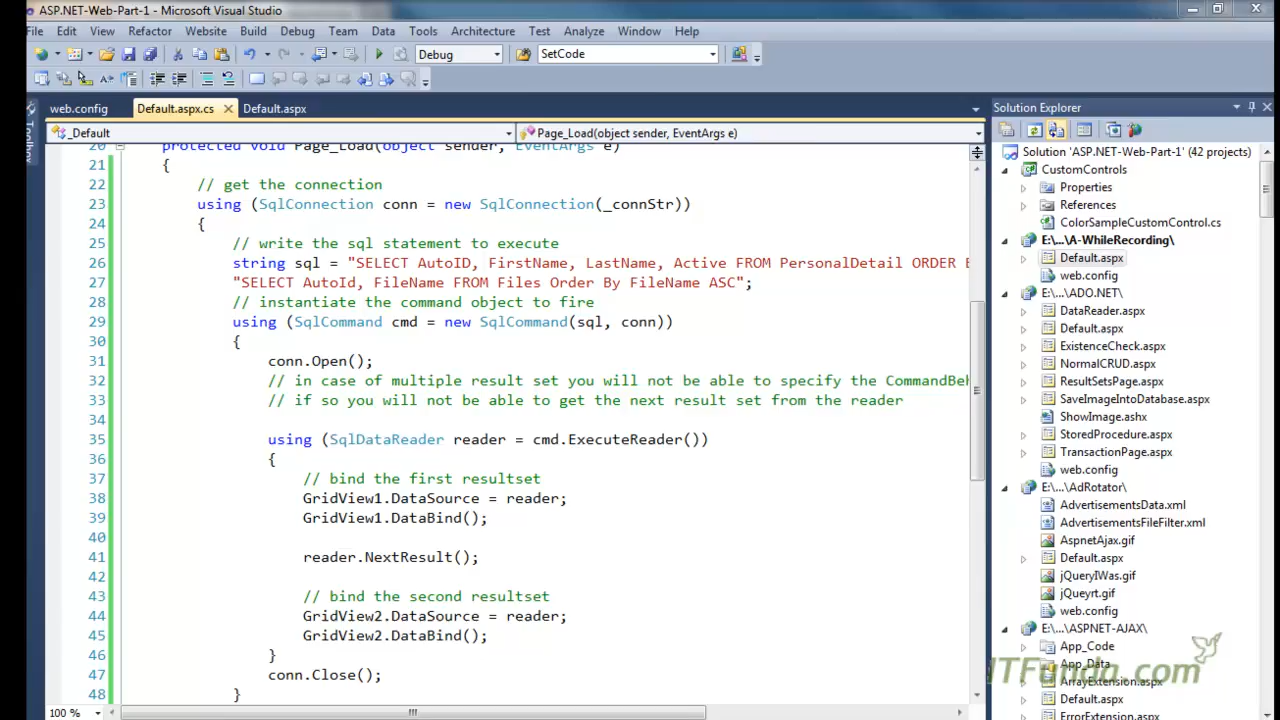 ASP.NET-Web-Part-1 - Microsoft Visual Studio
File Edit View Refactor Website Build Debug Team Data Tools Architecture Test Analyze Window Help
Debug SetCode
web.config Default.aspx.cs Default.aspx
_Default Page_Load(object sender, EventArgs e)
Toolbox
20 protected void Page_Load(object sender, EventArgs e)
21 {
22 // get the connection
23 using (SqlConnection conn = new SqlConnection(_connStr))
24 {
25 // write the sql statement to execute
26 string sql = "SELECT AutoID, FirstName, LastName, Active FROM PersonalDetail ORDER
27 "SELECT AutoId, FileName FROM Files Order By FileName ASC";
28 // instantiate the command object to fire
29 using (SqlCommand cmd = new SqlCommand(sql, conn))
30 {
31 conn.Open();
32 // in case of multiple result set you will not be able to specify the CommandBeh
33 // if so you will not be able to get the next result set from the reader
34
35 using (SqlDataReader reader = cmd.ExecuteReader())
36 {
37 // bind the first resultset
38 GridView1.DataSource = reader;
39 GridView1.DataBind();
40
41 reader.NextResult();
42
43 // bind the second resultset
44 GridView2.DataSource = reader;
45 GridView2.DataBind();
46 }
47 conn.Close();
48 }
100 %
Solution Explorer
Solution 'ASP.NET-Web-Part-1' (42 projects)
CustomControls
Properties
References
ColorSampleCustomControl.cs
E:\...\A-WhileRecording\
Default.aspx
web.config
E:\...\ADO.NET\
DataReader.aspx
Default.aspx
ExistenceCheck.aspx
NormalCRUD.aspx
ResultSetsPage.aspx
SaveImageIntoDatabase.aspx
ShowImage.ashx
StoredProcedure.aspx
TransactionPage.aspx
web.config
E:\...\AdRotator\
AdvertisementsData.xml
AdvertisementsFileFilter.xml
AspnetAjax.gif
Default.aspx
jQueryIWas.gif
jQueyrt.gif
web.config
E:\...\ASPNET-AJAX\
App_Code
App_Data
ArrayExtension.aspx
Default.aspx
ErrorExtension.aspx
ITFunda.com